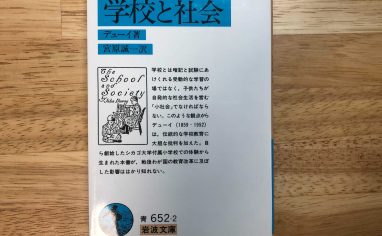 学校と社会
デューイ著
宮原誠一訳
The
School
and
Society
John Dewey
学校とは暗記と試験にあ
けくれる受動的な学習の
場ではなく、子供たちが
自発的な社会生活を営む
「小社会」でなければなら
ない。このような観点から
デューイ(1859-1952)
は、伝統的な学校教育に
大胆な批判を加えた。自
ら創始したシカゴ大学付属小学校での体験から
生まれた本書が、戦後わが国の教育改革に及ぼ
した影響ははかり知れない。
青 652-2
岩波文庫